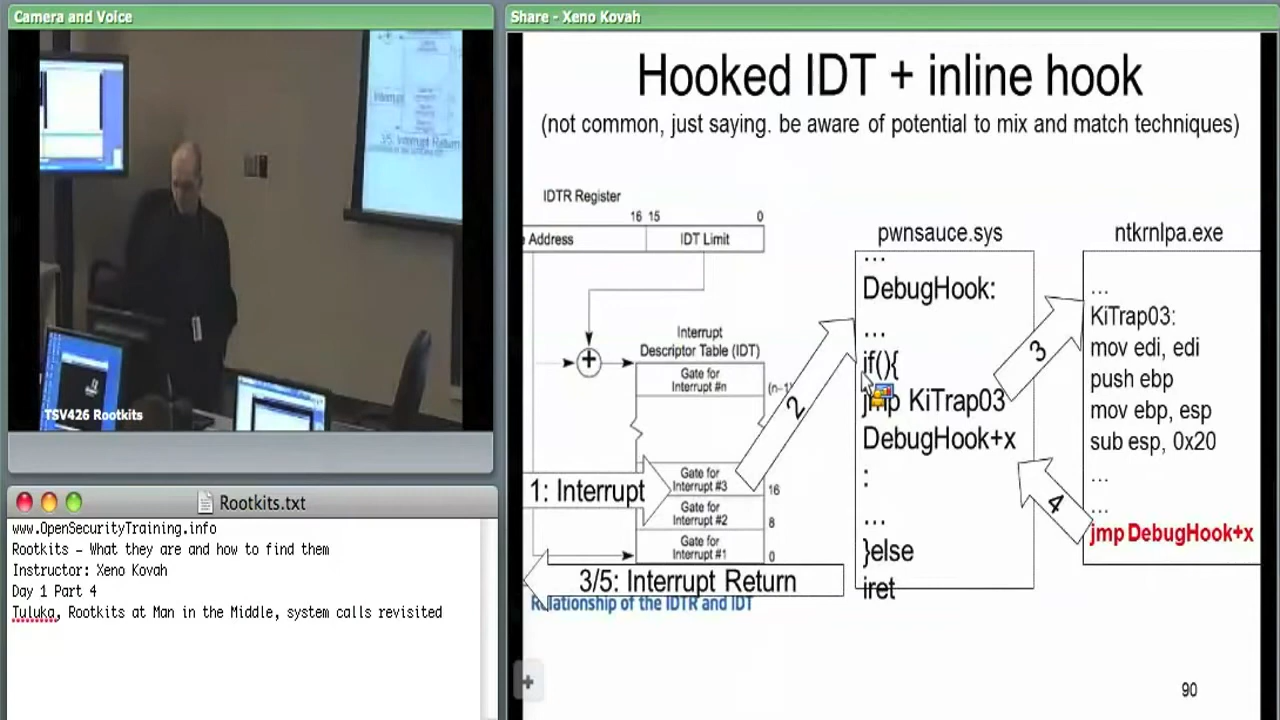 Camera and Voice
TSV426 Rootkits
Rootkits.txt
www.OpenSecurityTraining.info
Rootkits - What they are and how to find them
Instructor: Xeno Kovah
Day 1 Part 4
Tuluka, Rootkits at Man in the Middle, system calls revisited
Share - Xeno Kovah
Hooked IDT + inline hook
(not common, just saying. be aware of potential to mix and match techniques)
IDTR Register
16 15 0
Address IDT Limit
+
Interrupt
Descriptor Table (IDT)
Gate for
Interrupt #n
(n-1)
1: Interrupt
Gate for
Interrupt #3
16
Gate for
Interrupt #2
8
Gate for
Interrupt #1
0
3/5: Interrupt Return
Relationship of the IDTR and IDT
2
pwnsauce.sys
...
DebugHook:
...
if(){
jmp KiTrap03
DebugHook+x
:
...
}else
iret
3
4
ntkrnlpa.exe
...
KiTrap03:
mov edi, edi
push ebp
mov ebp, esp
sub esp, 0x20
...
...
jmp DebugHook+x
90